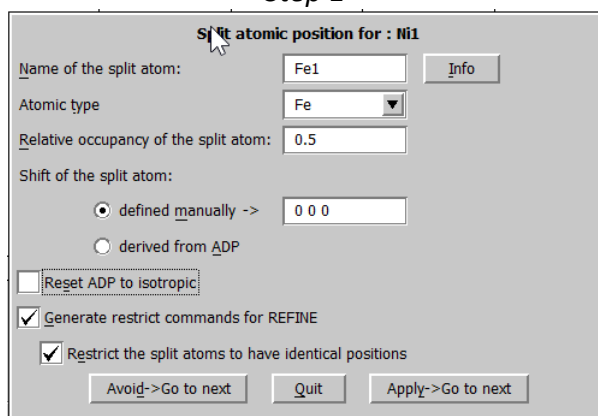 Split atomic position for : Ni1
Name of the split atom: Fe1 Info
Atomic type Fe
Relative occupancy of the split atom: 0.5
Shift of the split atom:
defined manually -> 0 0 0
derived from ADP
Reset ADP to isotropic
Generate restrict commands for REFINE
Restrict the split atoms to have identical positions
Avoid->Go to next Quit Apply->Go to next